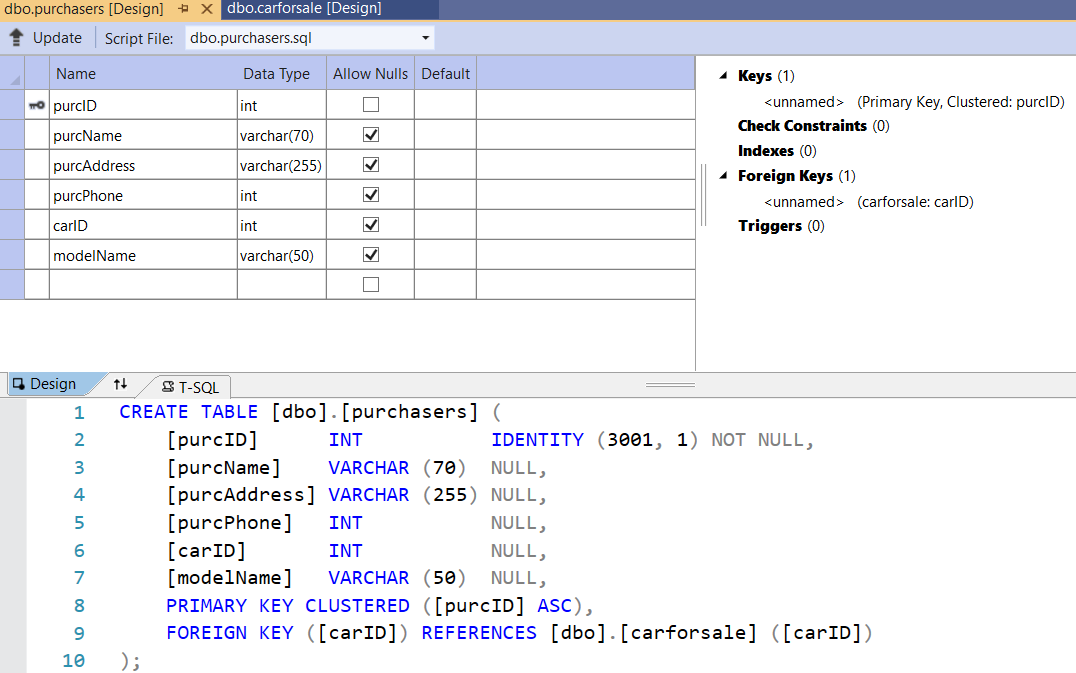 dbo.purchasers [Design] dbo.carforsale [Design]
Update Script File: dbo.purchasers.sql
Name Data Type Allow Nulls Default
purcID int
purcName varchar(70)
purcAddress varchar(255)
purcPhone int
carID int
modelName varchar(50)
Keys (1)
<unnamed> (Primary Key, Clustered: purcID)
Check Constraints (0)
Indexes (0)
Foreign Keys (1)
<unnamed> (carforsale: carID)
Triggers (0)
Design T-SQL
1 CREATE TABLE [dbo].[purchasers] (
2 [purcID] INT IDENTITY (3001, 1) NOT NULL,
3 [purcName] VARCHAR (70) NULL,
4 [purcAddress] VARCHAR (255) NULL,
5 [purcPhone] INT NULL,
6 [carID] INT NULL,
7 [modelName] VARCHAR (50) NULL,
8 PRIMARY KEY CLUSTERED ([purcID] ASC),
9 FOREIGN KEY ([carID]) REFERENCES [dbo].[carforsale] ([carID])
10 );